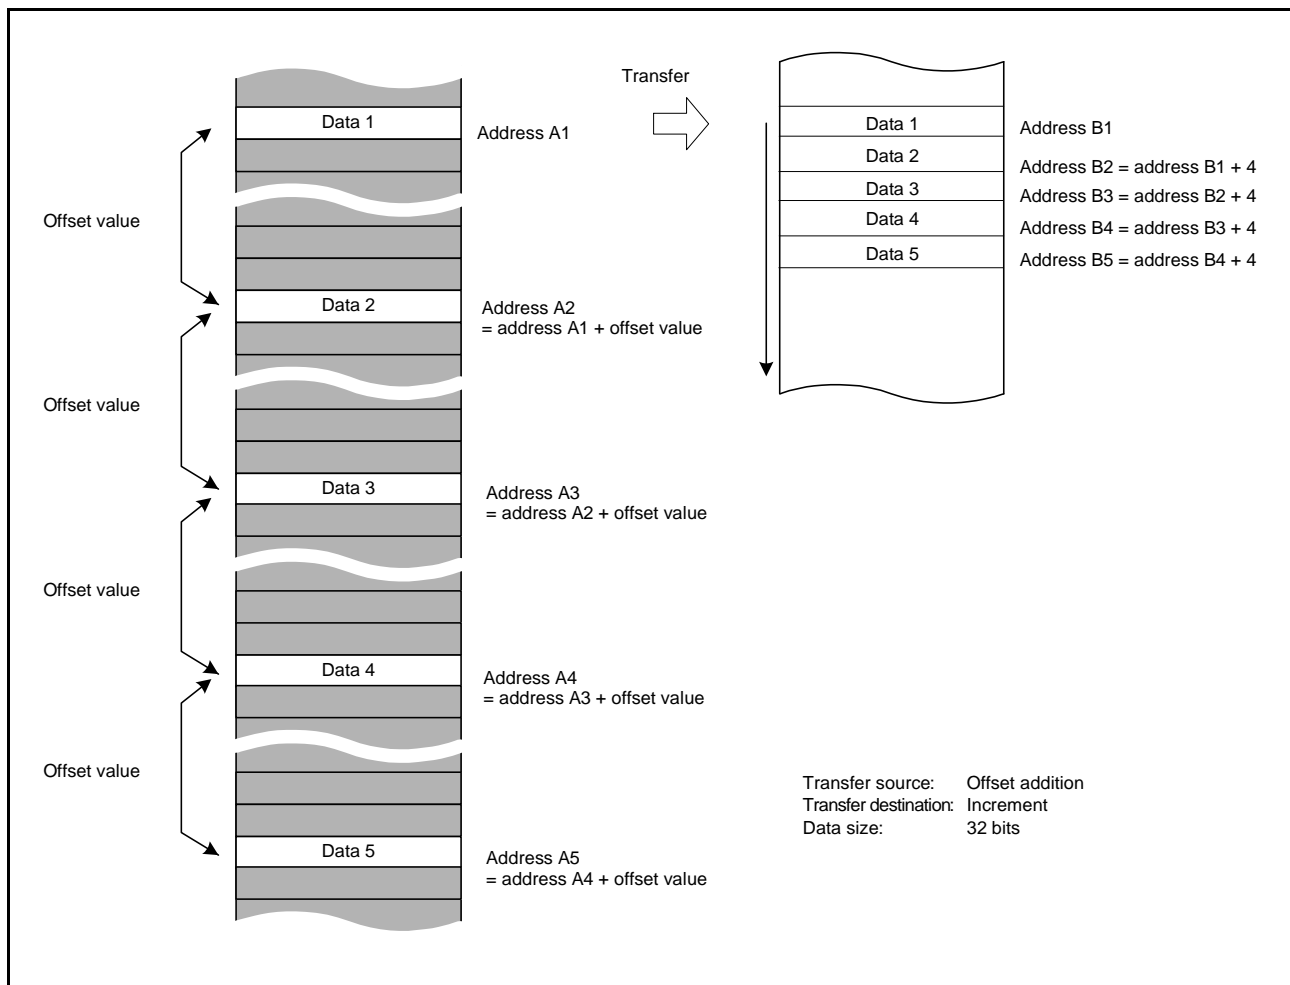 Transfer
Data 1
Address A1
Offset value
Data 2
Address A2
= address A1 + offset value
Offset value
Data 3
Address A3
= address A2 + offset value
Offset value
Data 4
Address A4
= address A3 + offset value
Offset value
Data 5
Address A5
= address A4 + offset value
Data 1
Address B1
Data 2
Address B2 = address B1 + 4
Data 3
Address B3 = address B2 + 4
Data 4
Address B4 = address B3 + 4
Data 5
Address B5 = address B4 + 4
Transfer source: Offset addition
Transfer destination: Increment
Data size: 32 bits